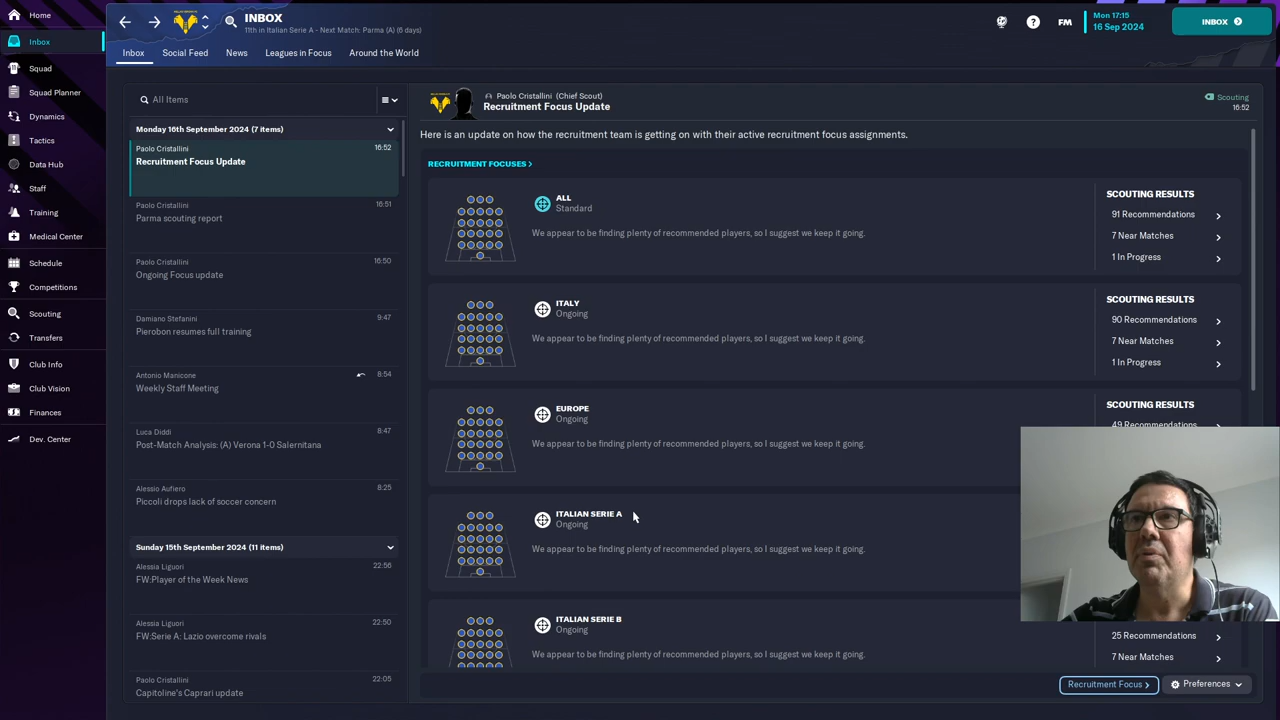 Home
Inbox
Squad
Squad Planner
Dynamics
Tactics
Data Hub
Staff
Training
Medical Center
Schedule
Competitions
Scouting
Transfers
Club Info
Club Vision
Finances
Dev. Center
INBOX
11th in Italian Serie A - Next Match: Parma (A) (6 days)
FM
Mon 17:15
16 Sep 2024
INBOX
Inbox
Social Feed
News
Leagues in Focus
Around the World
All Items
Monday 16th September 2024 (7 items)
Paolo Cristallini 16:52
Recruitment Focus Update
Paolo Cristallini 16:51
Parma scouting report
Paolo Cristallini 16:50
Ongoing Focus update
Damiano Stefanini 9:47
Pierobon resumes full training
Antonio Manicone 8:54
Weekly Staff Meeting
Luca Diddi 8:47
Post-Match Analysis: (A) Verona 1-0 Salernitana
Alessio Aufiero 8:25
Piccoli drops lack of soccer concern
Sunday 15th September 2024 (11 items)
Alessia Liguori 22:56
FW:Player of the Week News
Alessia Liguori 22:50
FW:Serie A: Lazio overcome rivals
Paolo Cristallini 22:05
Capitoline's Caprari update
Paolo Cristallini (Chief Scout)
Recruitment Focus Update
Scouting
16:52
Here is an update on how the recruitment team is getting on with their active recruitment focus assignments.
RECRUITMENT FOCUSES
ALL
Standard
We appear to be finding plenty of recommended players, so I suggest we keep it going.
SCOUTING RESULTS
91 Recommendations
7 Near Matches
1 In Progress
ITALY
Ongoing
We appear to be finding plenty of recommended players, so I suggest we keep it going.
SCOUTING RESULTS
90 Recommendations
7 Near Matches
1 In Progress
EUROPE
Ongoing
We appear to be finding plenty of recommended players, so I suggest we keep it going.
SCOUTING RESULTS
49 Recommendations
ITALIAN SERIE A
Ongoing
We appear to be finding plenty of recommended players, so I suggest we keep it going.
ITALIAN SERIE B
Ongoing
We appear to be finding plenty of recommended players, so I suggest we keep it going.
25 Recommendations
7 Near Matches
Recruitment Focus
Preferences